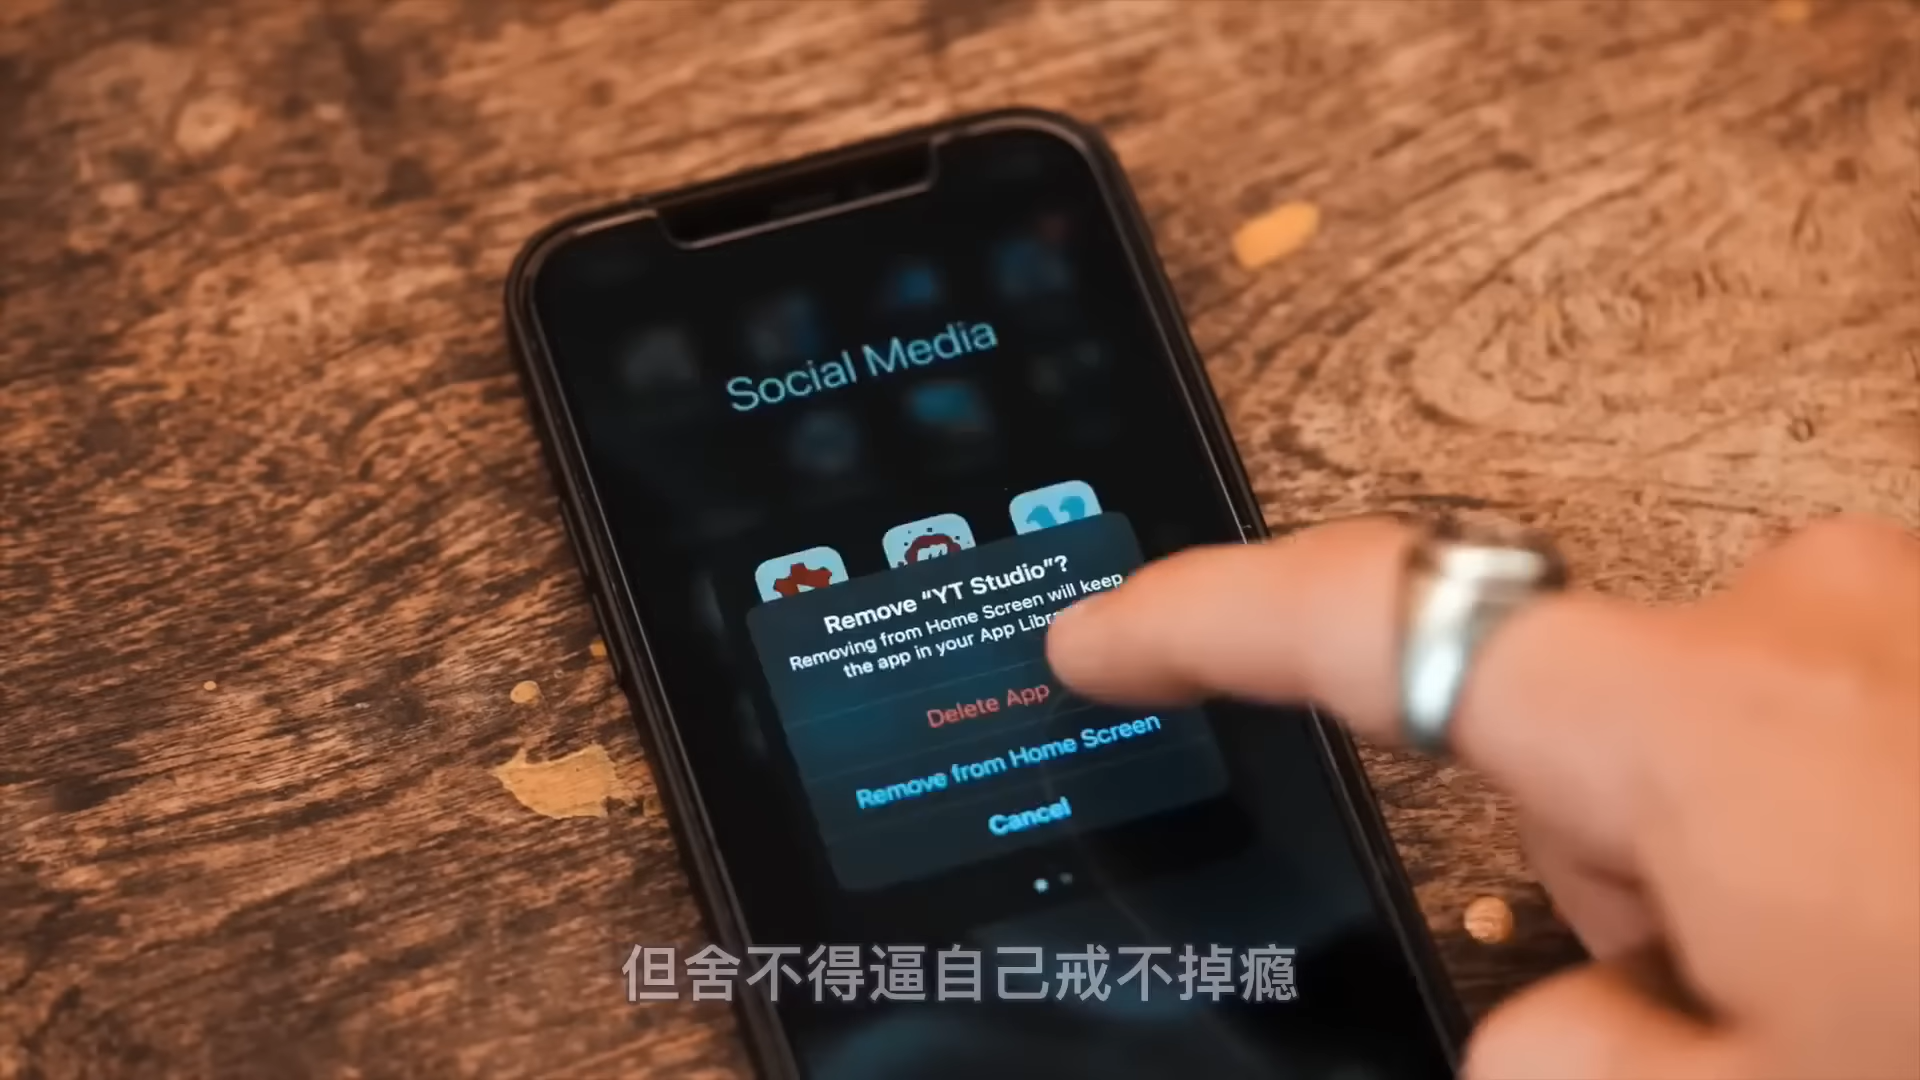 Social Media
Remove “YT Studio”?
Removing from Home Screen will keep
the app in your App
Delete App
Remove from Home Screen
Cancel
但舍不得逼自己戒不掉瘾